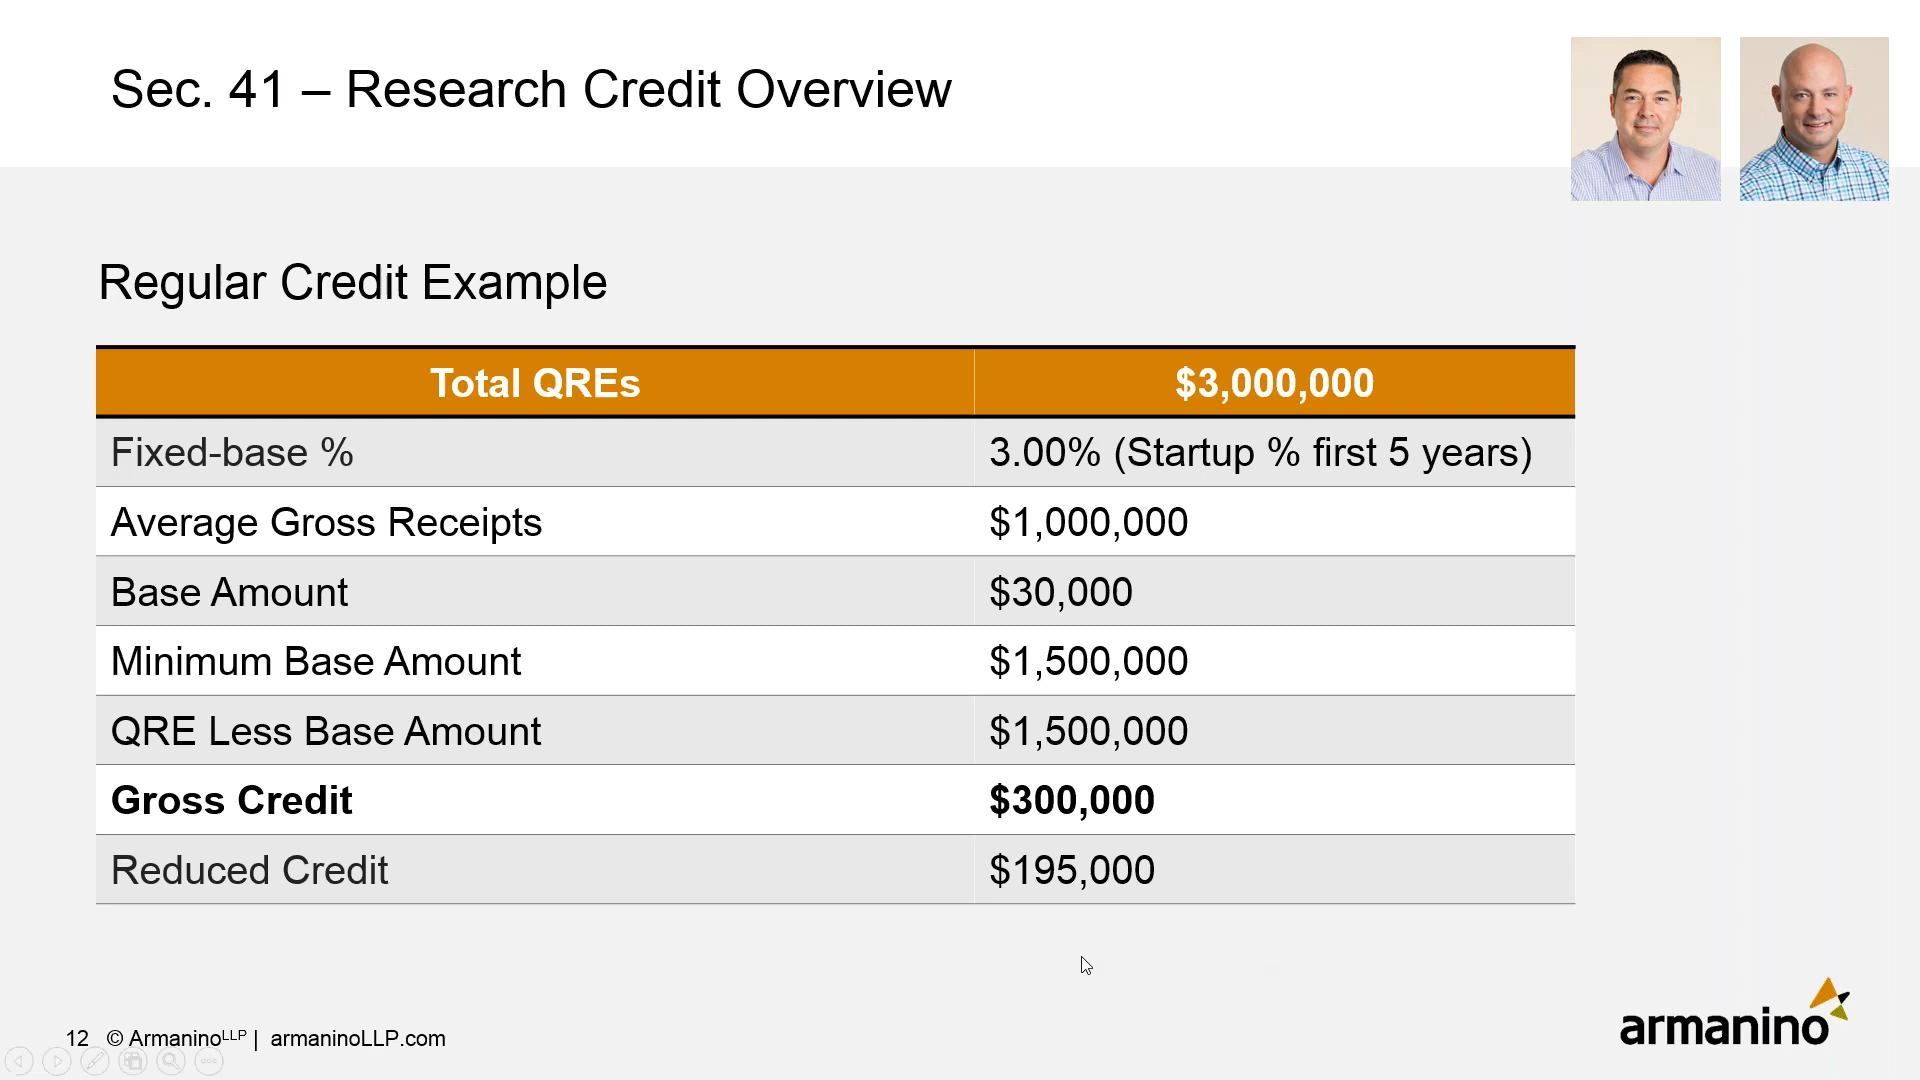 Sec. 41 – Research Credit Overview
Regular Credit Example
Total QREs $3,000,000
Fixed-base % 3.00% (Startup % first 5 years)
Average Gross Receipts $1,000,000
Base Amount $30,000
Minimum Base Amount $1,500,000
QRE Less Base Amount $1,500,000
Gross Credit $300,000
Reduced Credit $195,000
armanino
12 © ArmaninoLLP | armaninoLLP.com